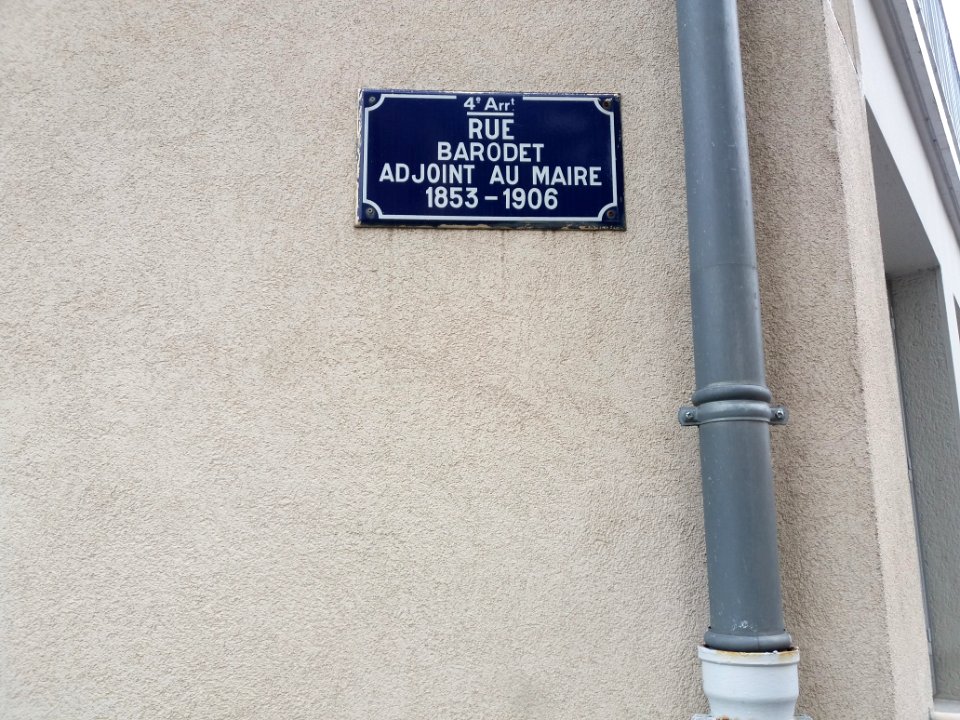 4e Arrt
RUE
BARODET
ADJOINT AU MAIRE
1853 - 1906